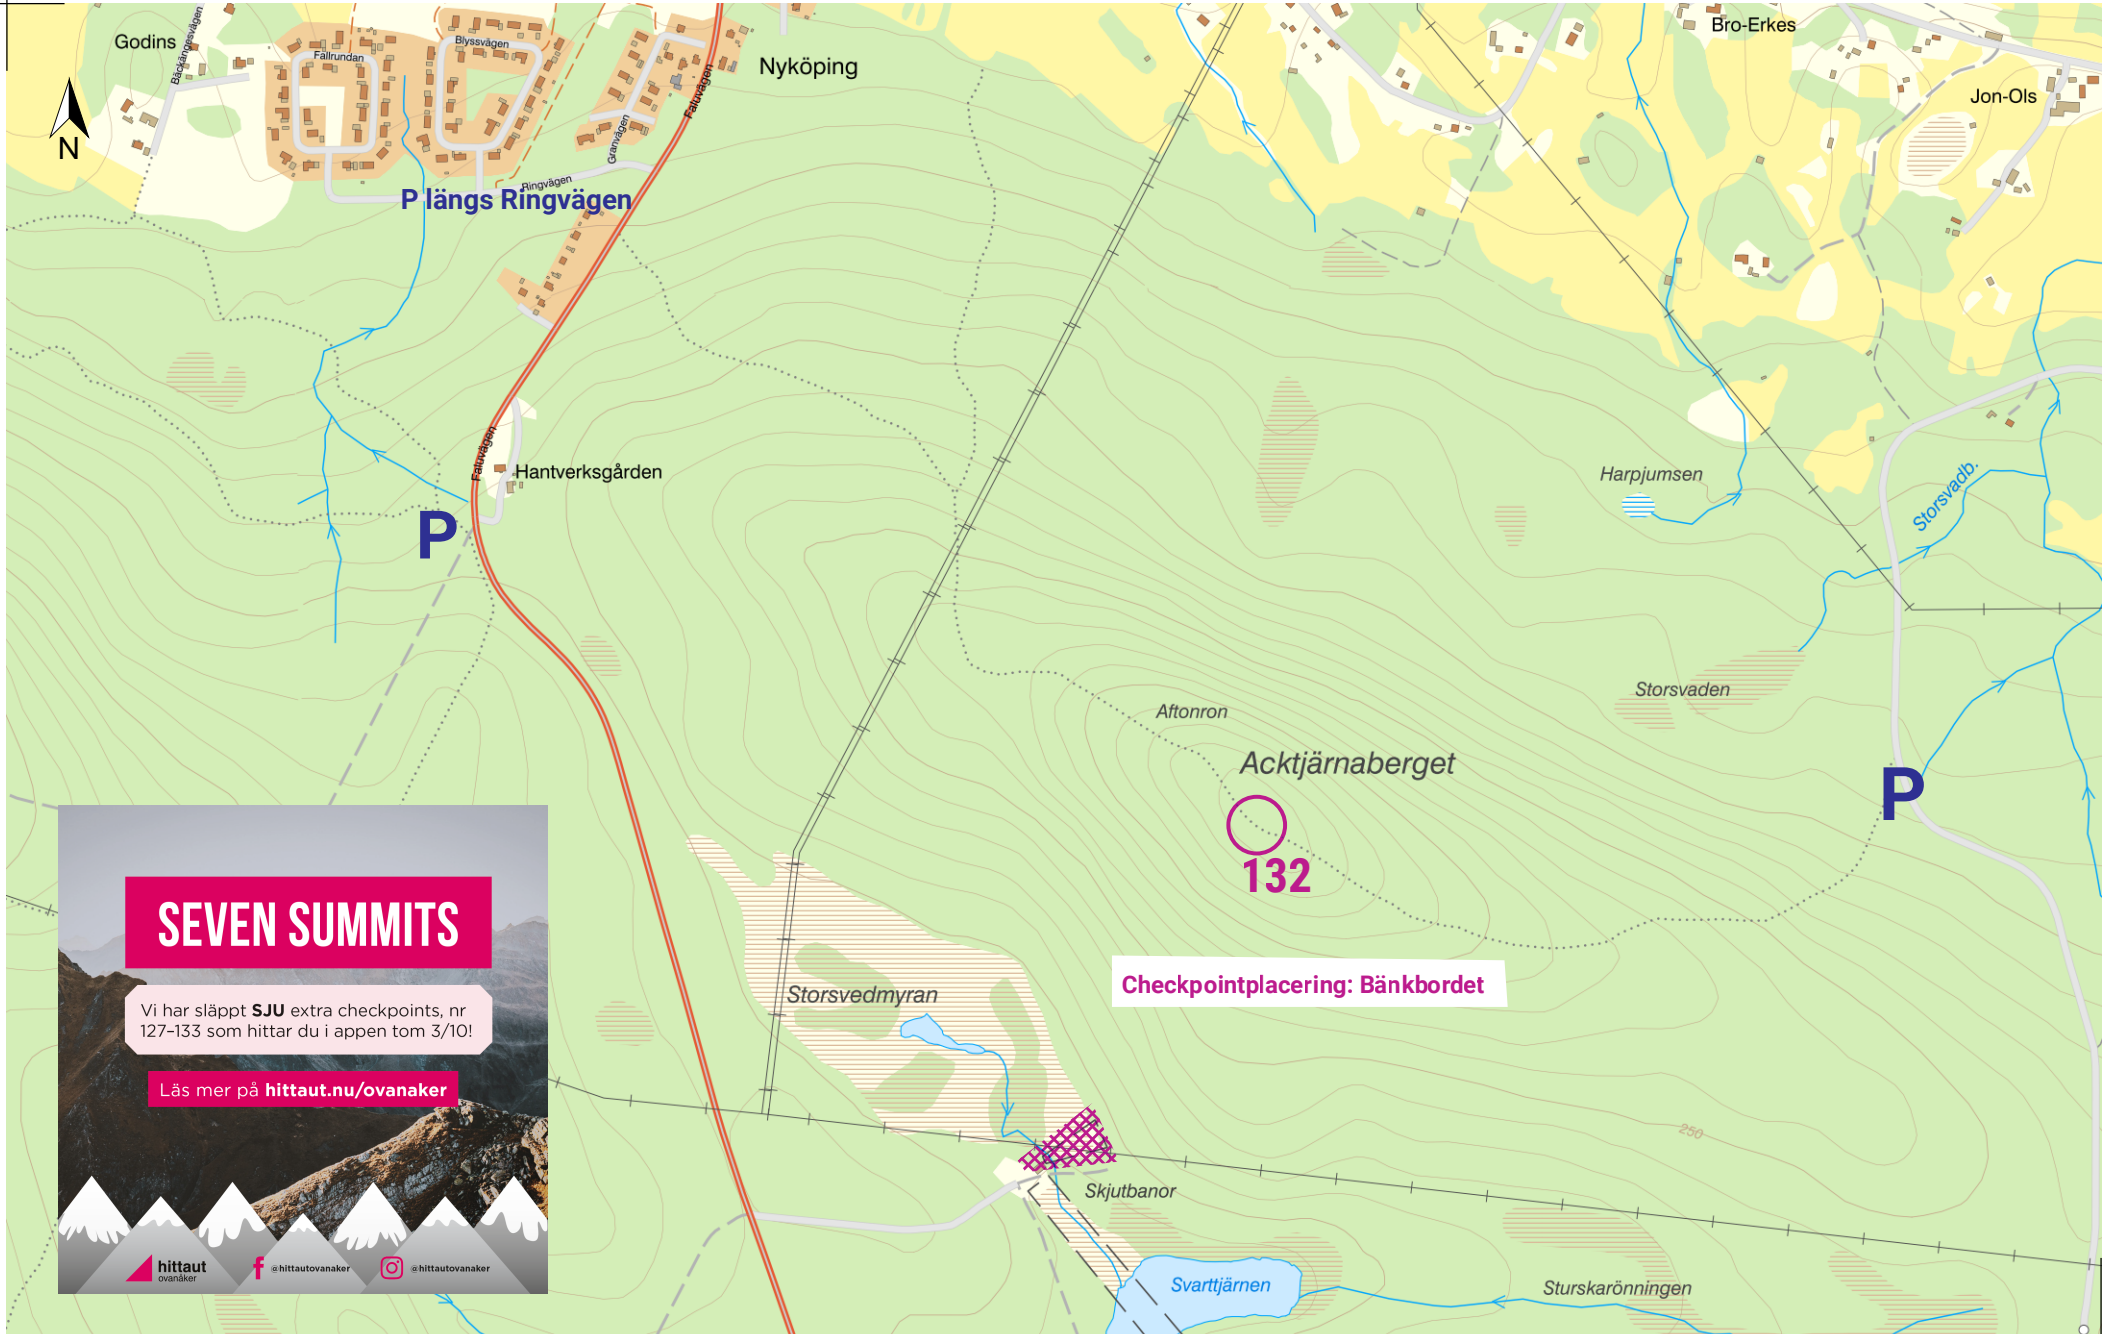 Godins
Bäckängesvägen
Fallrundan
Blyssvägen
Granvägen
Faluvägen
Nyköping
Bro-Erkes
Jon-Ols
N
Ringvägen
P längs Ringvägen
Faluvägen
Hantverksgården
P
Harpjumsen
Storsvadb.
Storsvaden
Aftonron
Acktjärnaberget
P
132
Checkpointplacering: Bänkbordet
Storsvedmyran
250
Skjutbanor
Svarttjärnen
Sturskarönningen
SEVEN SUMMITS
Vi har släppt SJU extra checkpoints, nr
127–133 som hittar du i appen tom 3/10!
Läs mer på hittaut.nu/ovanaker
hittaut
ovanåker
@hittautovanaker
@hittautovanaker